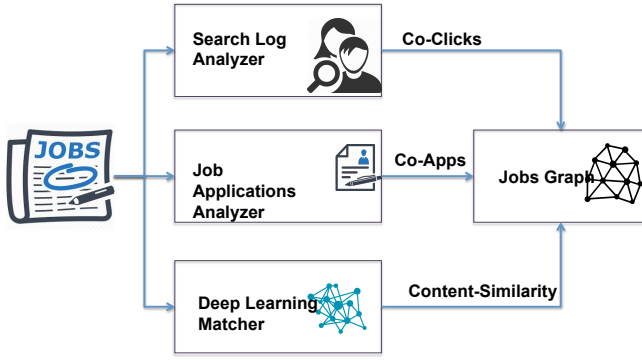 Search Log
Analyzer
Co-Clicks
JOBS
Job
Applications
Analyzer
Co-Apps
Jobs Graph
Deep Learning
Matcher
Content-Similarity